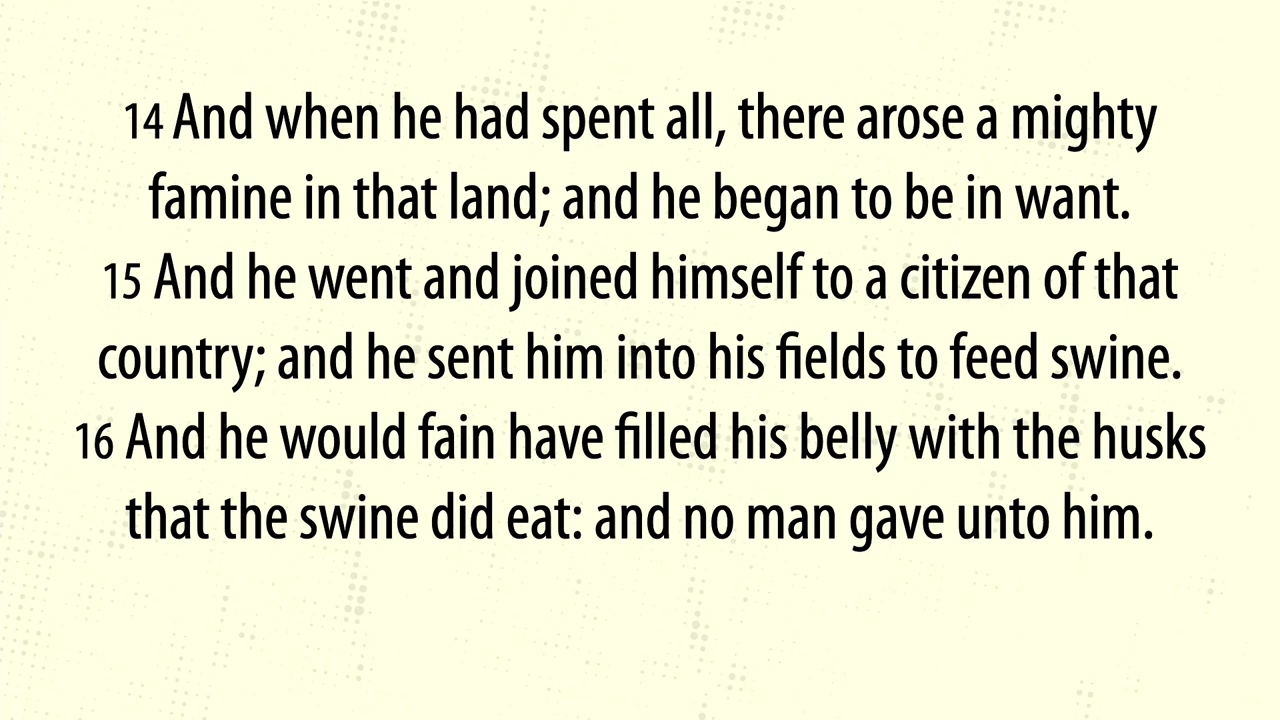 14 And when he had spent all, there arose a mighty
famine in that land; and he began to be in want.
15 And he went and joined himself to a citizen of that
country; and he sent him into his fields to feed swine.
16 And he would fain have filled his belly with the husks
that the swine did eat: and no man gave unto him.